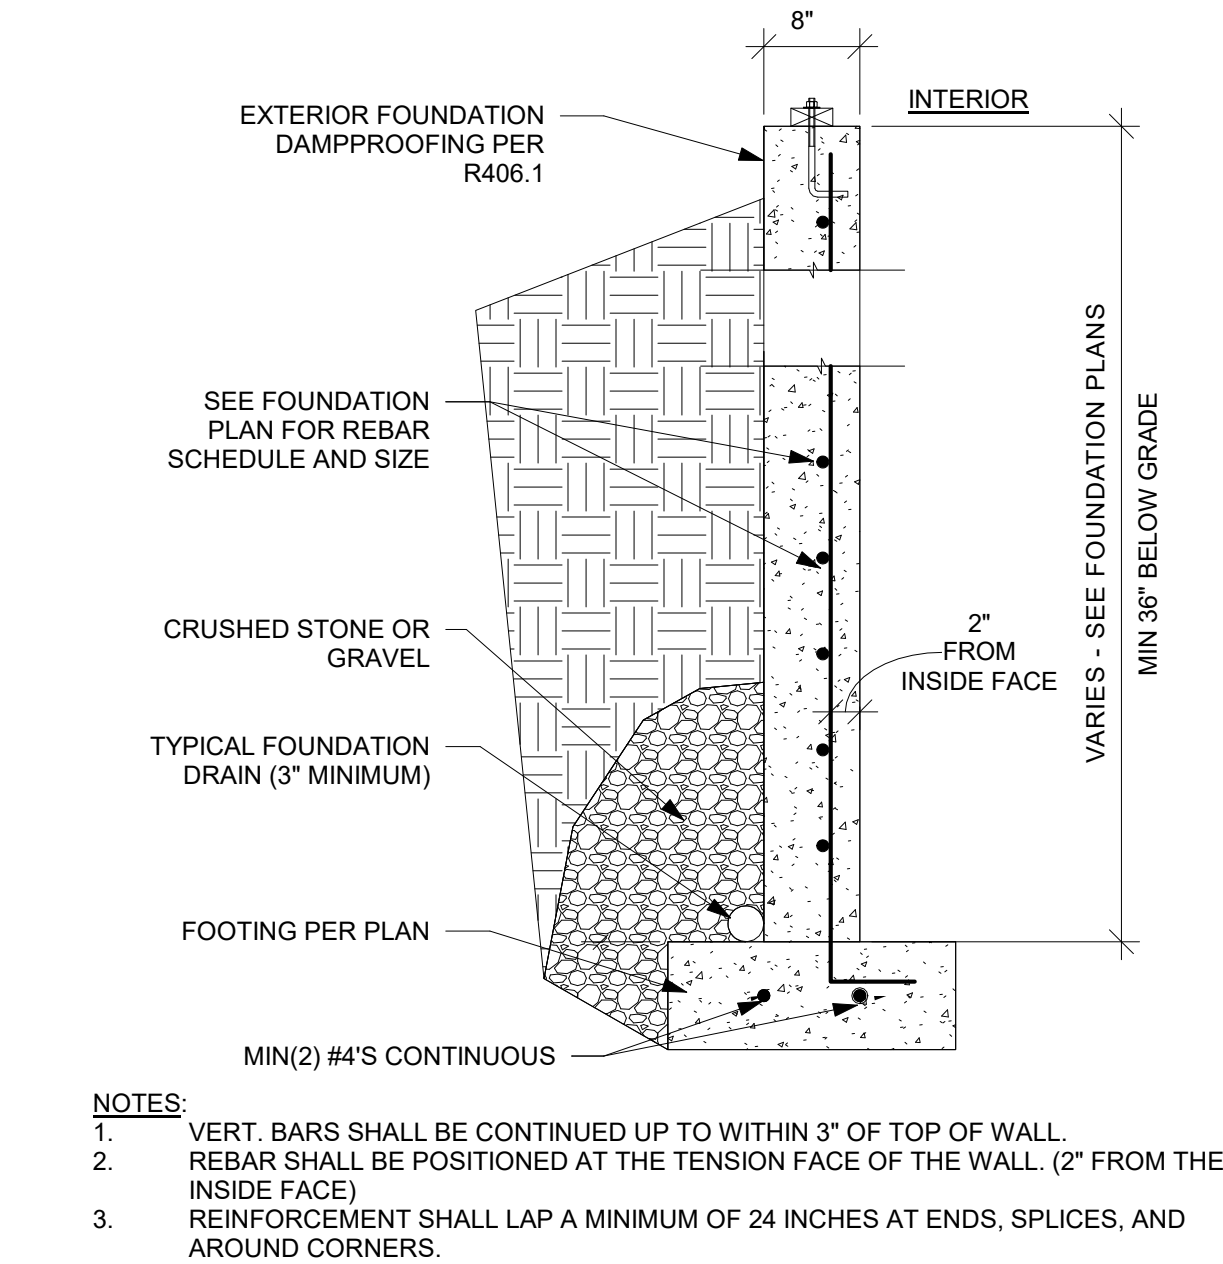 8"
INTERIOR
EXTERIOR FOUNDATION
DAMPPROOFING PER
R406.1
SEE FOUNDATION
PLAN FOR REBAR
SCHEDULE AND SIZE
VARIES - SEE FOUNDATION PLANS
MIN 36" BELOW GRADE
CRUSHED STONE OR
GRAVEL
2"
FROM
INSIDE FACE
TYPICAL FOUNDATION
DRAIN (3" MINIMUM)
FOOTING PER PLAN
MIN(2) #4'S CONTINUOUS
NOTES:
1. VERT. BARS SHALL BE CONTINUED UP TO WITHIN 3" OF TOP OF WALL.
2. REBAR SHALL BE POSITIONED AT THE TENSION FACE OF THE WALL. (2" FROM THE
INSIDE FACE)
3. REINFORCEMENT SHALL LAP A MINIMUM OF 24 INCHES AT ENDS, SPLICES, AND
AROUND CORNERS.